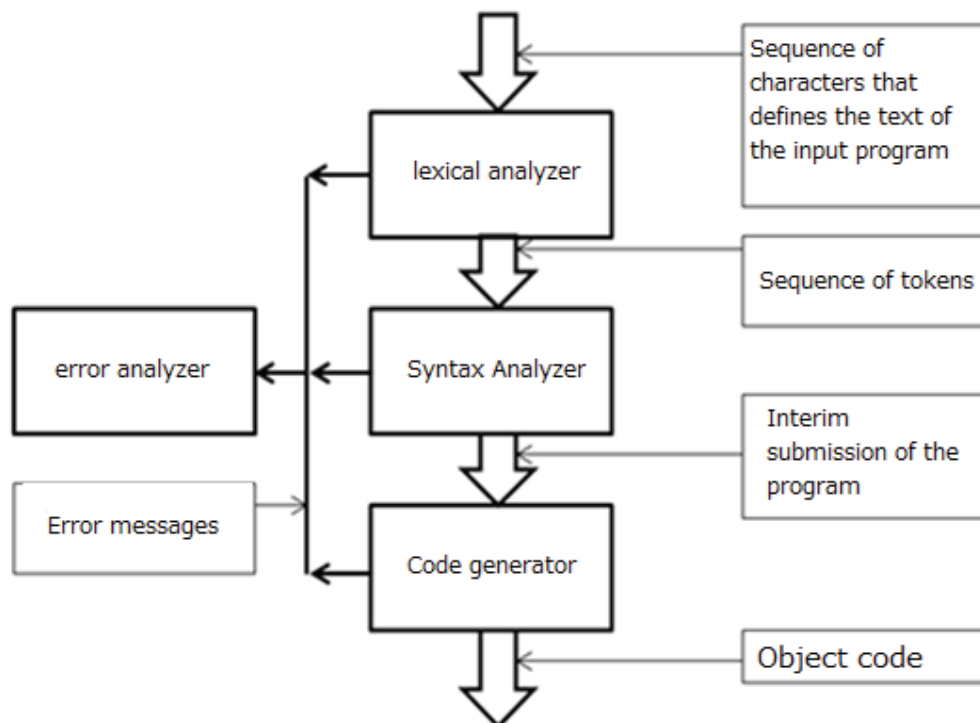 Sequence of
characters that
defines the text of
the input program
lexical analyzer
Sequence of tokens
error analyzer
Syntax Analyzer
Interim
submission of the
program
Error messages
Code generator
Object code